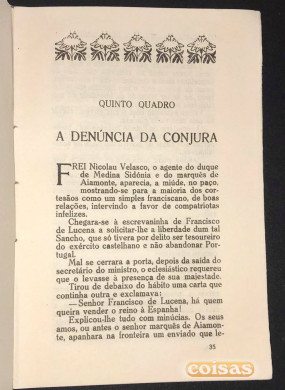 QUINTO QUADRO
A DENÚNCIA DA CONJURA
FREI Nicolau Velasco, o agente do duque
de Medina Sidónia e do marquês de
Aiamonte, aparecia, a miúde, no paço,
mostrando-se para a maioria dos cor-
tesãos como um simples franciscano, de boas
relações, intervindo a favor de compatriotas
infelizes.
Chegara-se à escrevaninha de Francisco
de Lucena a solicitar-lhe a liberdade dum tal
Sancho, que só tivera por delito ser tesoureiro
do exército castelhano e não abandonar Por-
tugal.
Mal se cerrara a porta, depois da saída do
secretário do ministro, o eclesiástico requereu
que o levasse à presença de sua majestade.
Tirou de debaixo do hábito uma carta que
continha outra e exclamava:
—Senhor Francisco de Lucena, há quem
queira vender o reino à Espanha!
Explicou-lhe tudo com minúcias. Os seus
amos, ou antes o senhor marquês de Aiamon-
te, apanhara na fronteira um enviado que le-
35
coisas